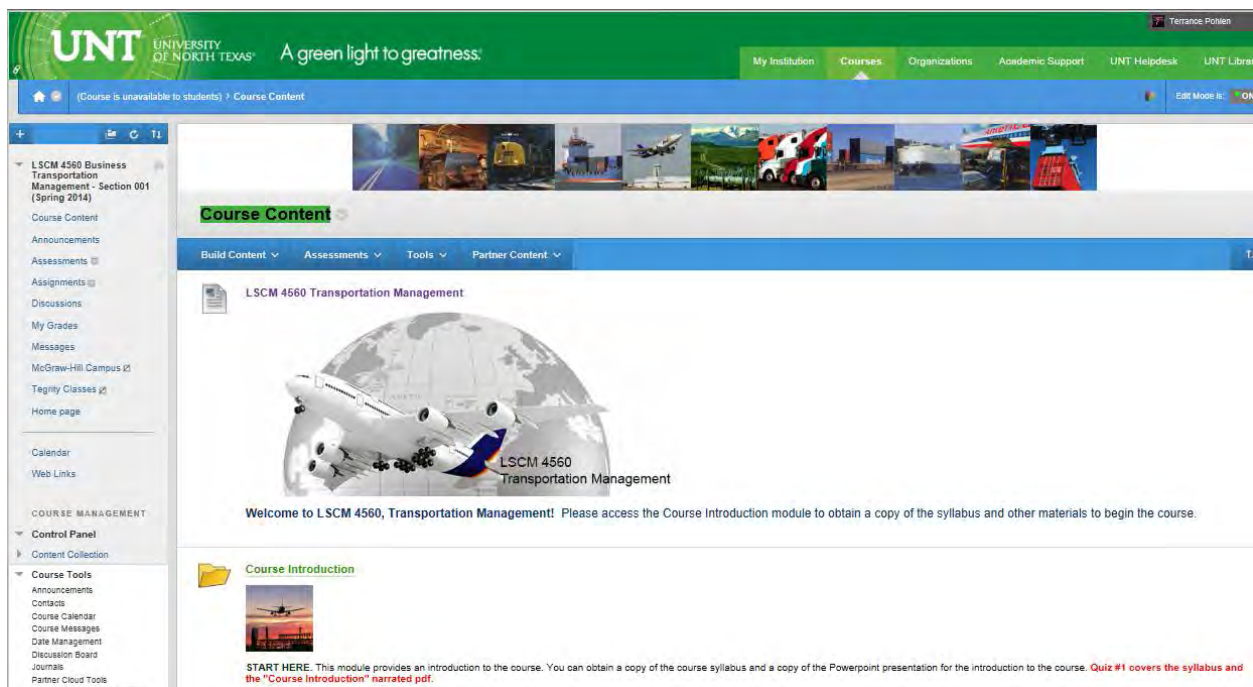 Terrance Pohlen
UNT UNIVERSITY OF NORTH TEXAS A green light to greatness.
My Institution Courses Organizations Academic Support UNT Helpdesk UNT Librar
(Course is unavailable to students) > Course Content
Edit Mode is: ON
LSCM 4560 Business
Transportation
Management - Section 001
(Spring 2014)
Course Content
Announcements
Assessments
Assignments
Discussions
My Grades
Messages
McGraw-Hill Campus
Tegrity Classes
Home page
Calendar
Web Links
COURSE MANAGEMENT
Control Panel
Content Collection
Course Tools
Announcements
Contacts
Course Calendar
Course Messages
Date Management
Discussion Board
Journals
Partner Cloud Tools
Course Content
Build Content Assessments Tools Partner Content
LSCM 4560 Transportation Management
LSCM 4560
Transportation Management
Welcome to LSCM 4560, Transportation Management! Please access the Course Introduction module to obtain a copy of the syllabus and other materials to begin the course.
Course Introduction
START HERE. This module provides an introduction to the course. You can obtain a copy of the course syllabus and a copy of the Powerpoint presentation for the introduction to the course. Quiz #1 covers the syllabus and
the "Course Introduction" narrated pdf.